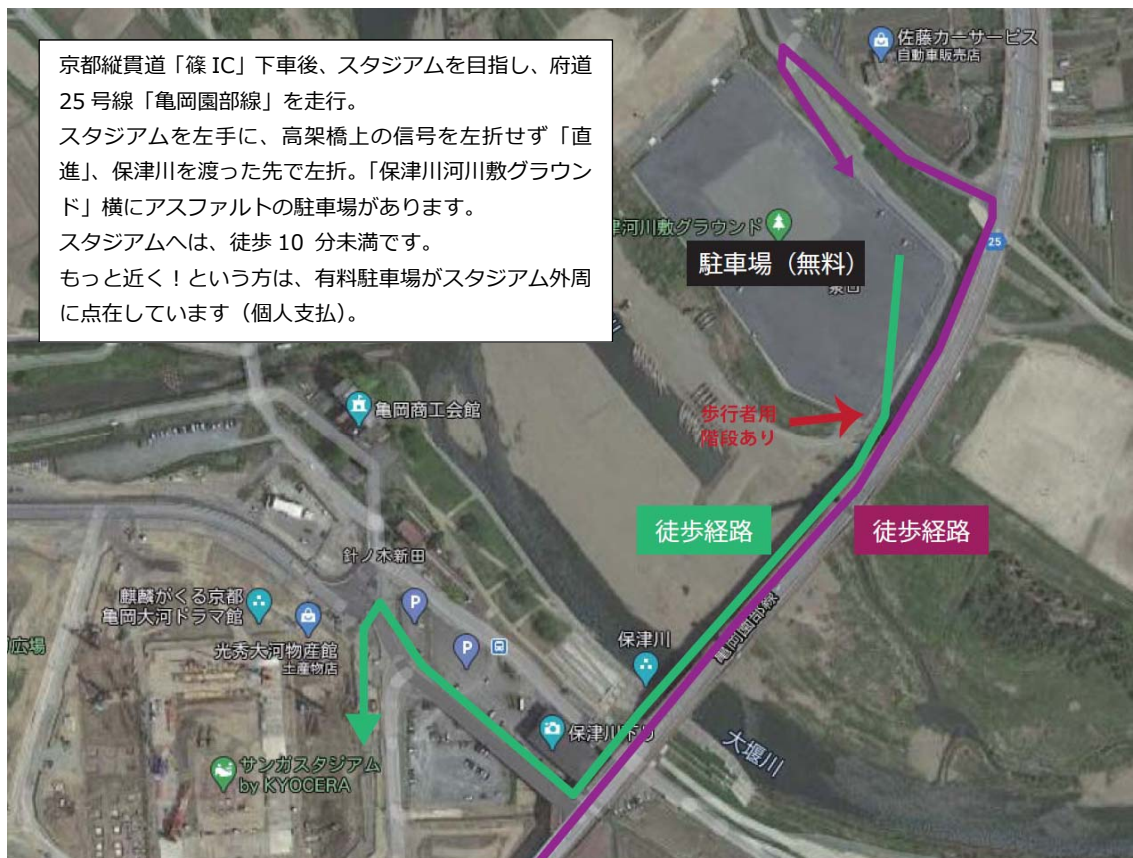 京都縦貫道「篠 IC」下車後、スタジアムを目指し、府道
25 号線「亀岡園部線」を走行。
スタジアムを左手に、高架橋上の信号を左折せず「直
進」、保津川を渡った先で左折。「保津川河川敷グラウン
ド」横にアスファルトの駐車場があります。
スタジアムへは、徒歩 10 分未満です。
もっと近く！という方は、有料駐車場がスタジアム外周
に点在しています（個人支払）。
佐藤カーサービス
自動車販売店
津河川敷グラウンド
25
駐車場（無料）
亀岡商工会館
歩行者用
階段あり
徒歩経路
徒歩経路
針ノ木新田
麒麟がくる京都
亀岡大河ドラマ館
P
光秀大河物産館
土産物店
P
広場
保津川
亀岡園部線
保津川下り
大堰川
サンガスタジアム
by KYOCERA